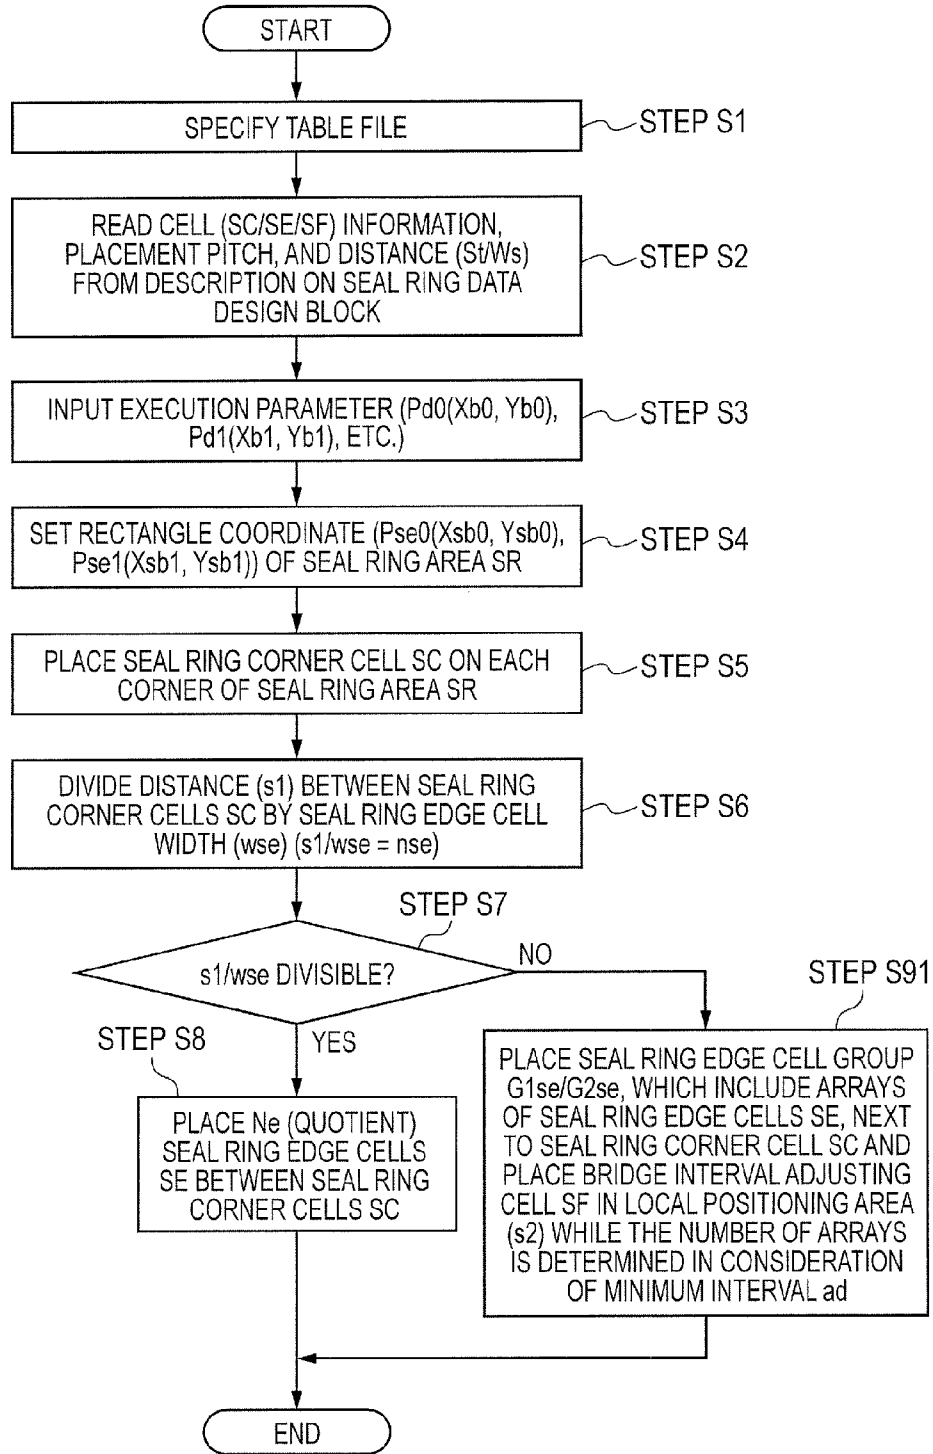 START
SPECIFY TABLE FILE
STEP S1
READ CELL (SC/SE/SF) INFORMATION,
PLACEMENT PITCH, AND DISTANCE (St/Ws)
FROM DESCRIPTION ON SEAL RING DATA
DESIGN BLOCK
STEP S2
INPUT EXECUTION PARAMETER (Pd0(Xb0, Yb0),
Pd1(Xb1, Yb1), ETC.)
STEP S3
SET RECTANGLE COORDINATE (Pse0(Xsb0, Ysb0),
Pse1(Xsb1, Ysb1)) OF SEAL RING AREA SR
STEP S4
PLACE SEAL RING CORNER CELL SC ON EACH
CORNER OF SEAL RING AREA SR
STEP S5
DIVIDE DISTANCE (s1) BETWEEN SEAL RING
CORNER CELLS SC BY SEAL RING EDGE CELL
WIDTH (wse) (s1/wse = nse)
STEP S6
STEP S7
s1/wse DIVISIBLE?
NO
YES
STEP S8
PLACE Ne (QUOTIENT)
SEAL RING EDGE CELLS
SE BETWEEN SEAL RING
CORNER CELLS SC
STEP S91
PLACE SEAL RING EDGE CELL GROUP
G1se/G2se, WHICH INCLUDE ARRAYS
OF SEAL RING EDGE CELLS SE, NEXT
TO SEAL RING CORNER CELL SC AND
PLACE BRIDGE INTERVAL ADJUSTING
CELL SF IN LOCAL POSITIONING AREA
(s2) WHILE THE NUMBER OF ARRAYS
IS DETERMINED IN CONSIDERATION
OF MINIMUM INTERVAL ad
END